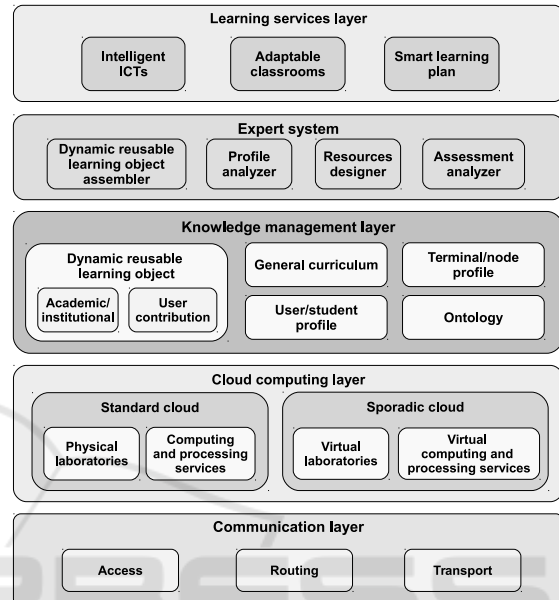 Learning services layer
Intelligent
ICTs
Adaptable
classrooms
Smart learning
plan
Expert system
Dynamic reusable
learning object
assembler
Profile
analyzer
Resources
designer
Assessment
analyzer
Knowledge management layer
Dynamic reusable
learning object
Academic/
institutional
User
contribution
General curriculum
Terminal/node
profile
User/student
profile
Ontology
Cloud computing layer
Standard cloud
Physical
laboratories
Computing
and processing
services
Sporadic cloud
Virtual
laboratories
Virtual
computing and
processing services
Communication layer
Access
Routing
Transport